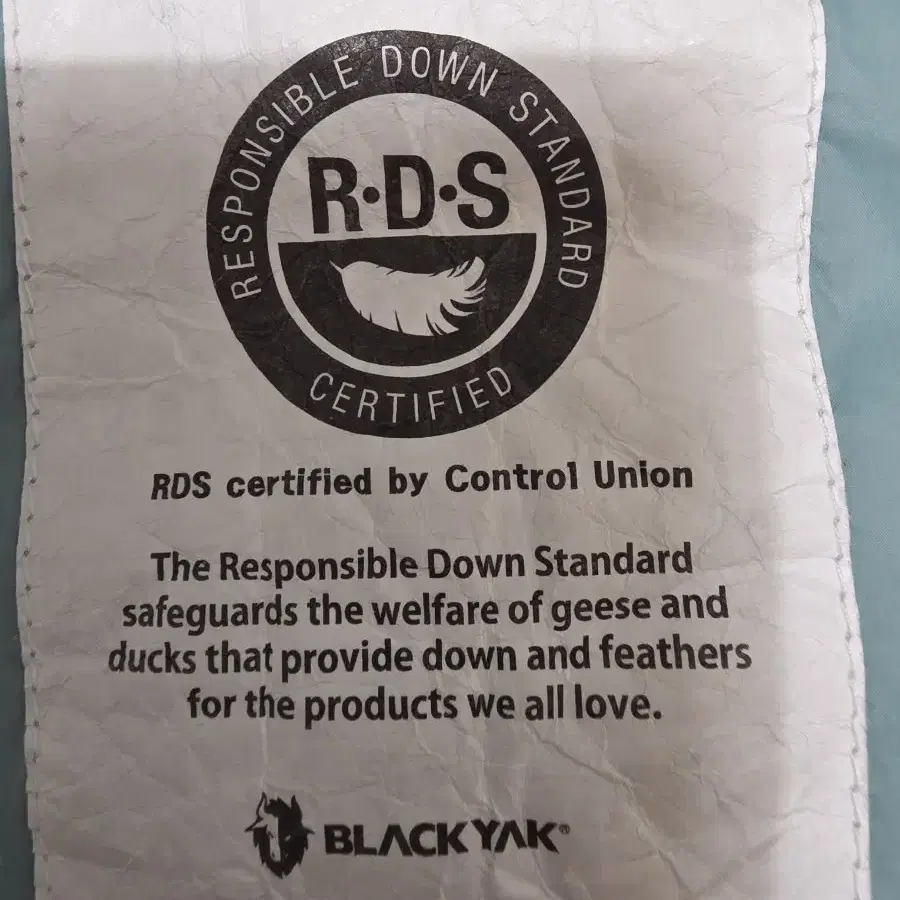 RESPONSIBLE DOWN STANDARD
R·D·S
CERTIFIED
RDS certified by Control Union
The Responsible Down Standard
safeguards the welfare of geese and
ducks that provide down and feathers
for the products we all love.
BLACKYAK®